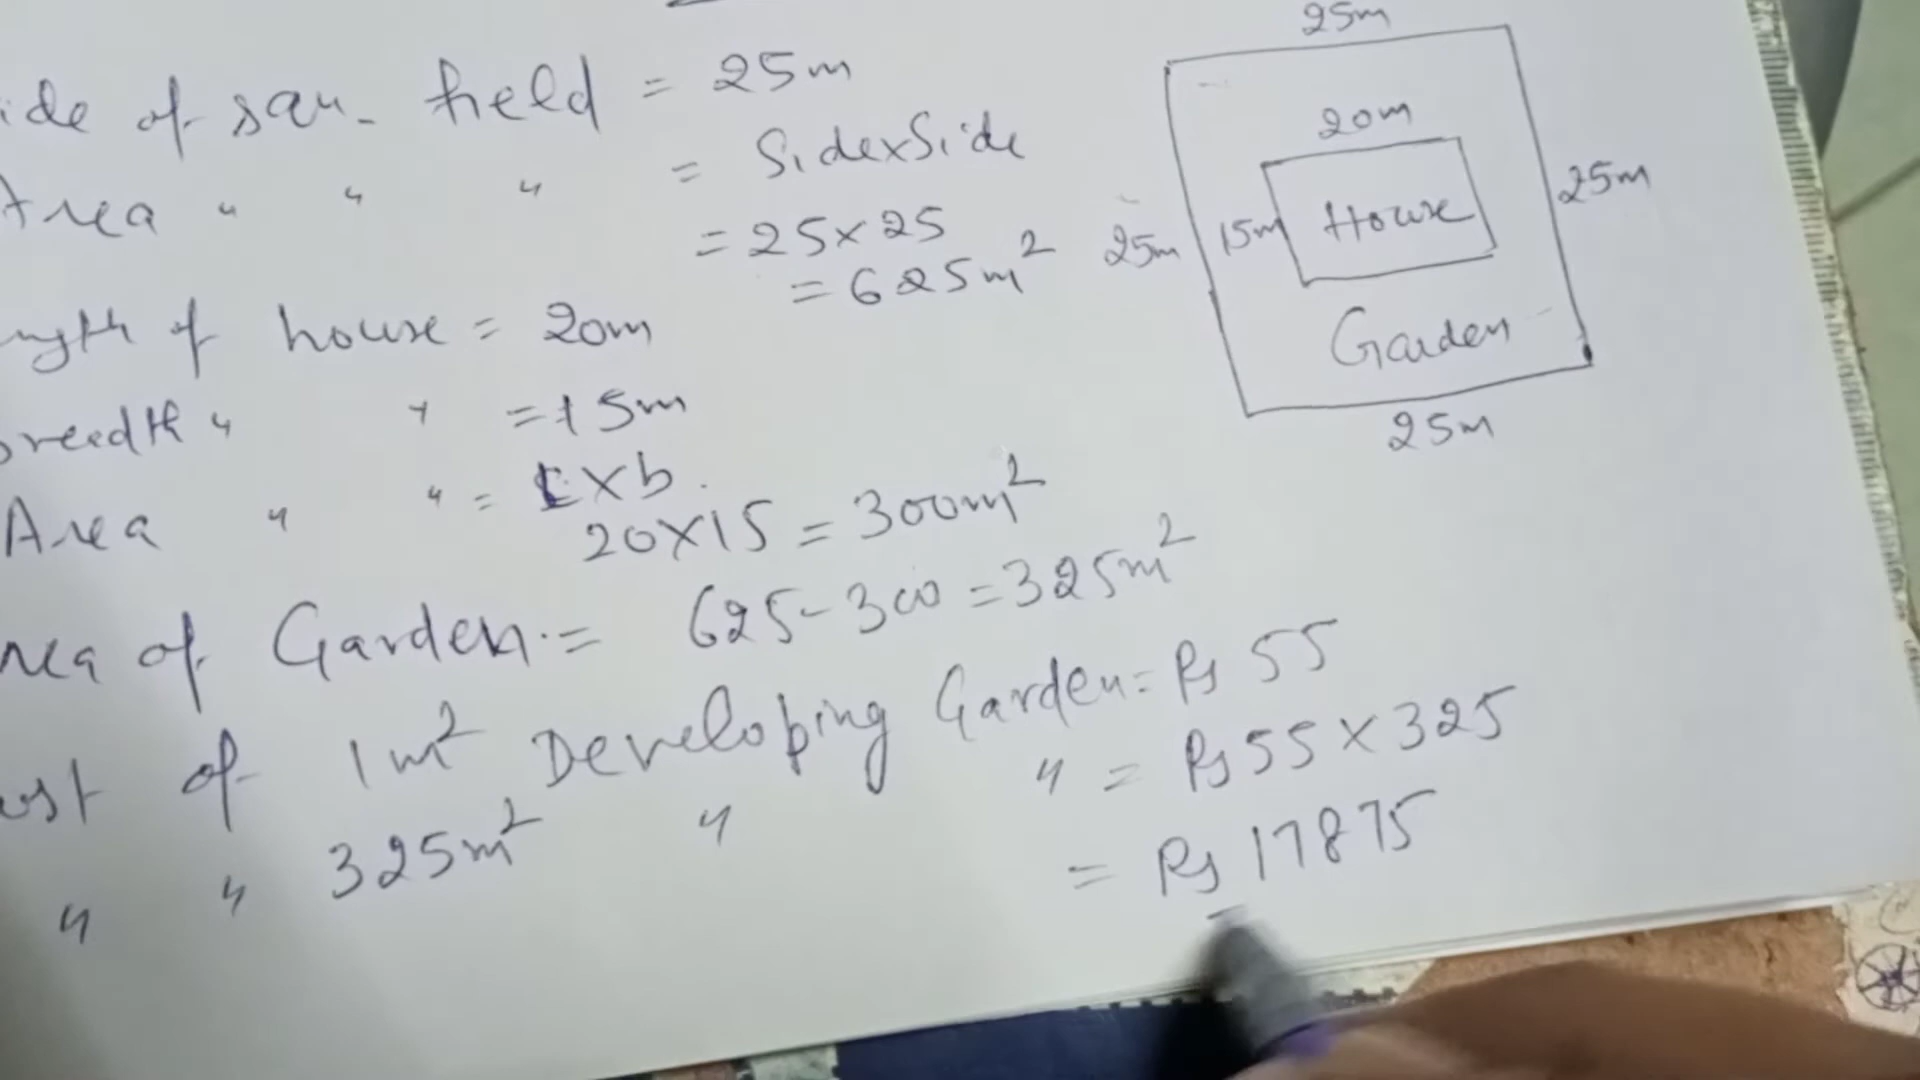 ide of squ. field = 25m
Area " " " = SidexSide
= 25×25
= 625m²
ngth of house = 20m
breedth " " = 15m
Area " " = L×b.
20×15 = 300m²
rea of Garden = 625-300 = 325m²
ost of 1m² Developing Garden = Rs 55
" " 325m² " " = Rs 55×325
= Rs 17875
25m
20m
25m
15m
House
25m
Garden
25m